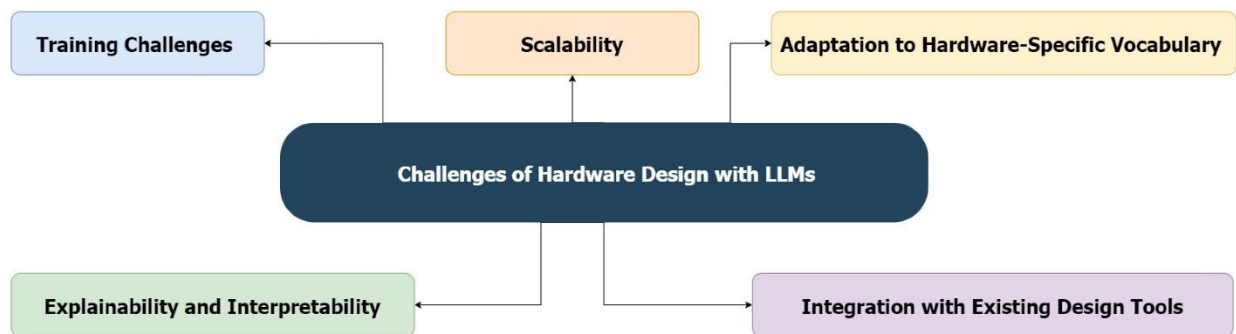 Training Challenges
Scalability
Adaptation to Hardware-Specific Vocabulary
Challenges of Hardware Design with LLMs
Explainability and Interpretability
Integration with Existing Design Tools